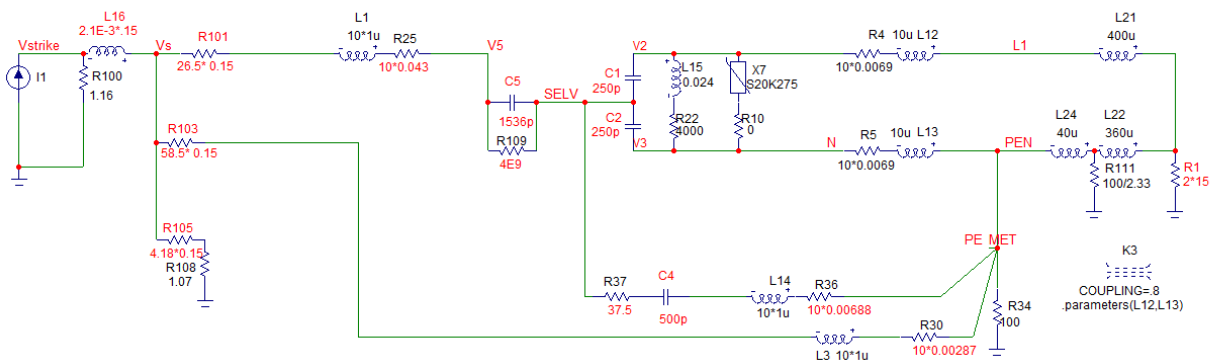 L16
2.1E-3*.15
Vstrike
Vs
R101
26.5* 0.15
L1
10*1u
R25
10*0.043
V5
V2
R4
10*0.0069
10u L12
L1
L21
400u
I1
R100
1.16
C5
1536p
SELV
C1
250p
L15
0.024
X7
S20K275
R103
58.5* 0.15
R109
4E9
C2
250p
R22
4000
R10
0
V3
N
R5
10*0.0069
10u L13
PEN
L24
40u
L22
360u
R111
100/2.33
R1
2*15
R105
4.18*0.15
R108
1.07
PE_MET
K3
COUPLING=.8
.parameters(L12,L13)
R37
37.5
C4
500p
L14
10*1u
R36
10*0.00688
R34
100
L3 10*1u
R30
10*0.00287